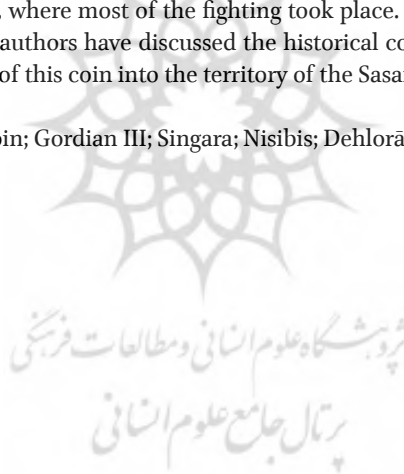 , where most of the fighting took place.
authors have discussed the historical co
of this coin into the territory of the Sasa
oin; Gordian III; Singara; Nisibis; Dehlorā
پژوهشگاه علوم انسانی و مطالعات فرهنگی
پرتال جامع علوم انسانی